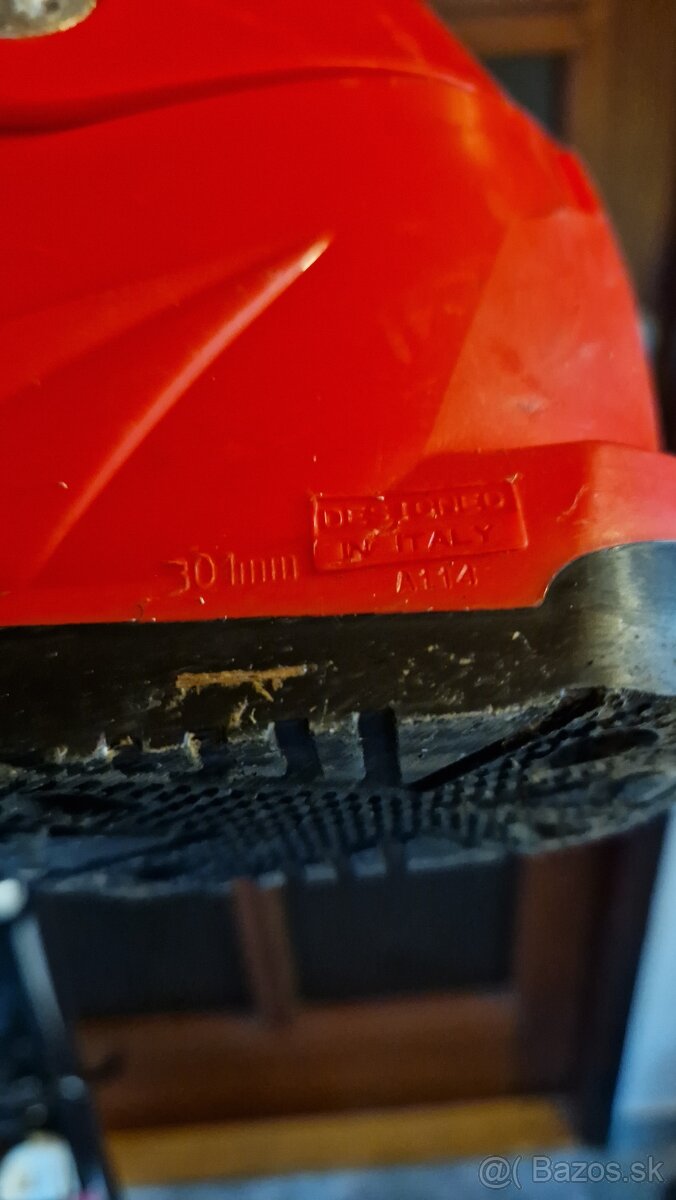 DESIGNED
IN ITALY
301mm
A114
@( Bazos.sk